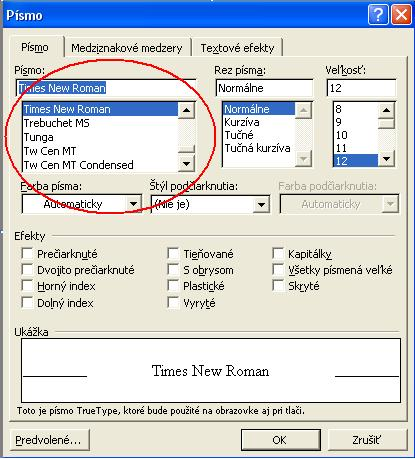 Písmo
Písmo
Medziznakové medzery
Textové efekty
Písmo:
Rez písma:
Veľkosť:
Times New Roman
Normálne
12
Times New Roman
Trebuchet MS
Tunga
Tw Cen MT
Tw Cen MT Condensed
Normálne
Kurzíva
Tučné
Tučná kurzíva
8
9
10
11
12
Farba písma:
Štýl podčiarknutia:
Farba podčiarknutia:
Automaticky
(Nie je)
Automaticky
Efekty
Prečiarknuté
Dvojito prečiarknuté
Horný index
Dolný index
Tieňované
S obrysom
Plastické
Vyryté
Kapitálky
Všetky písmená veľké
Skryté
Ukážka
Times New Roman
Toto je písmo TrueType, ktoré bude použité na obrazovke aj pri tlači.
Predvolené...
OK
Zrušiť